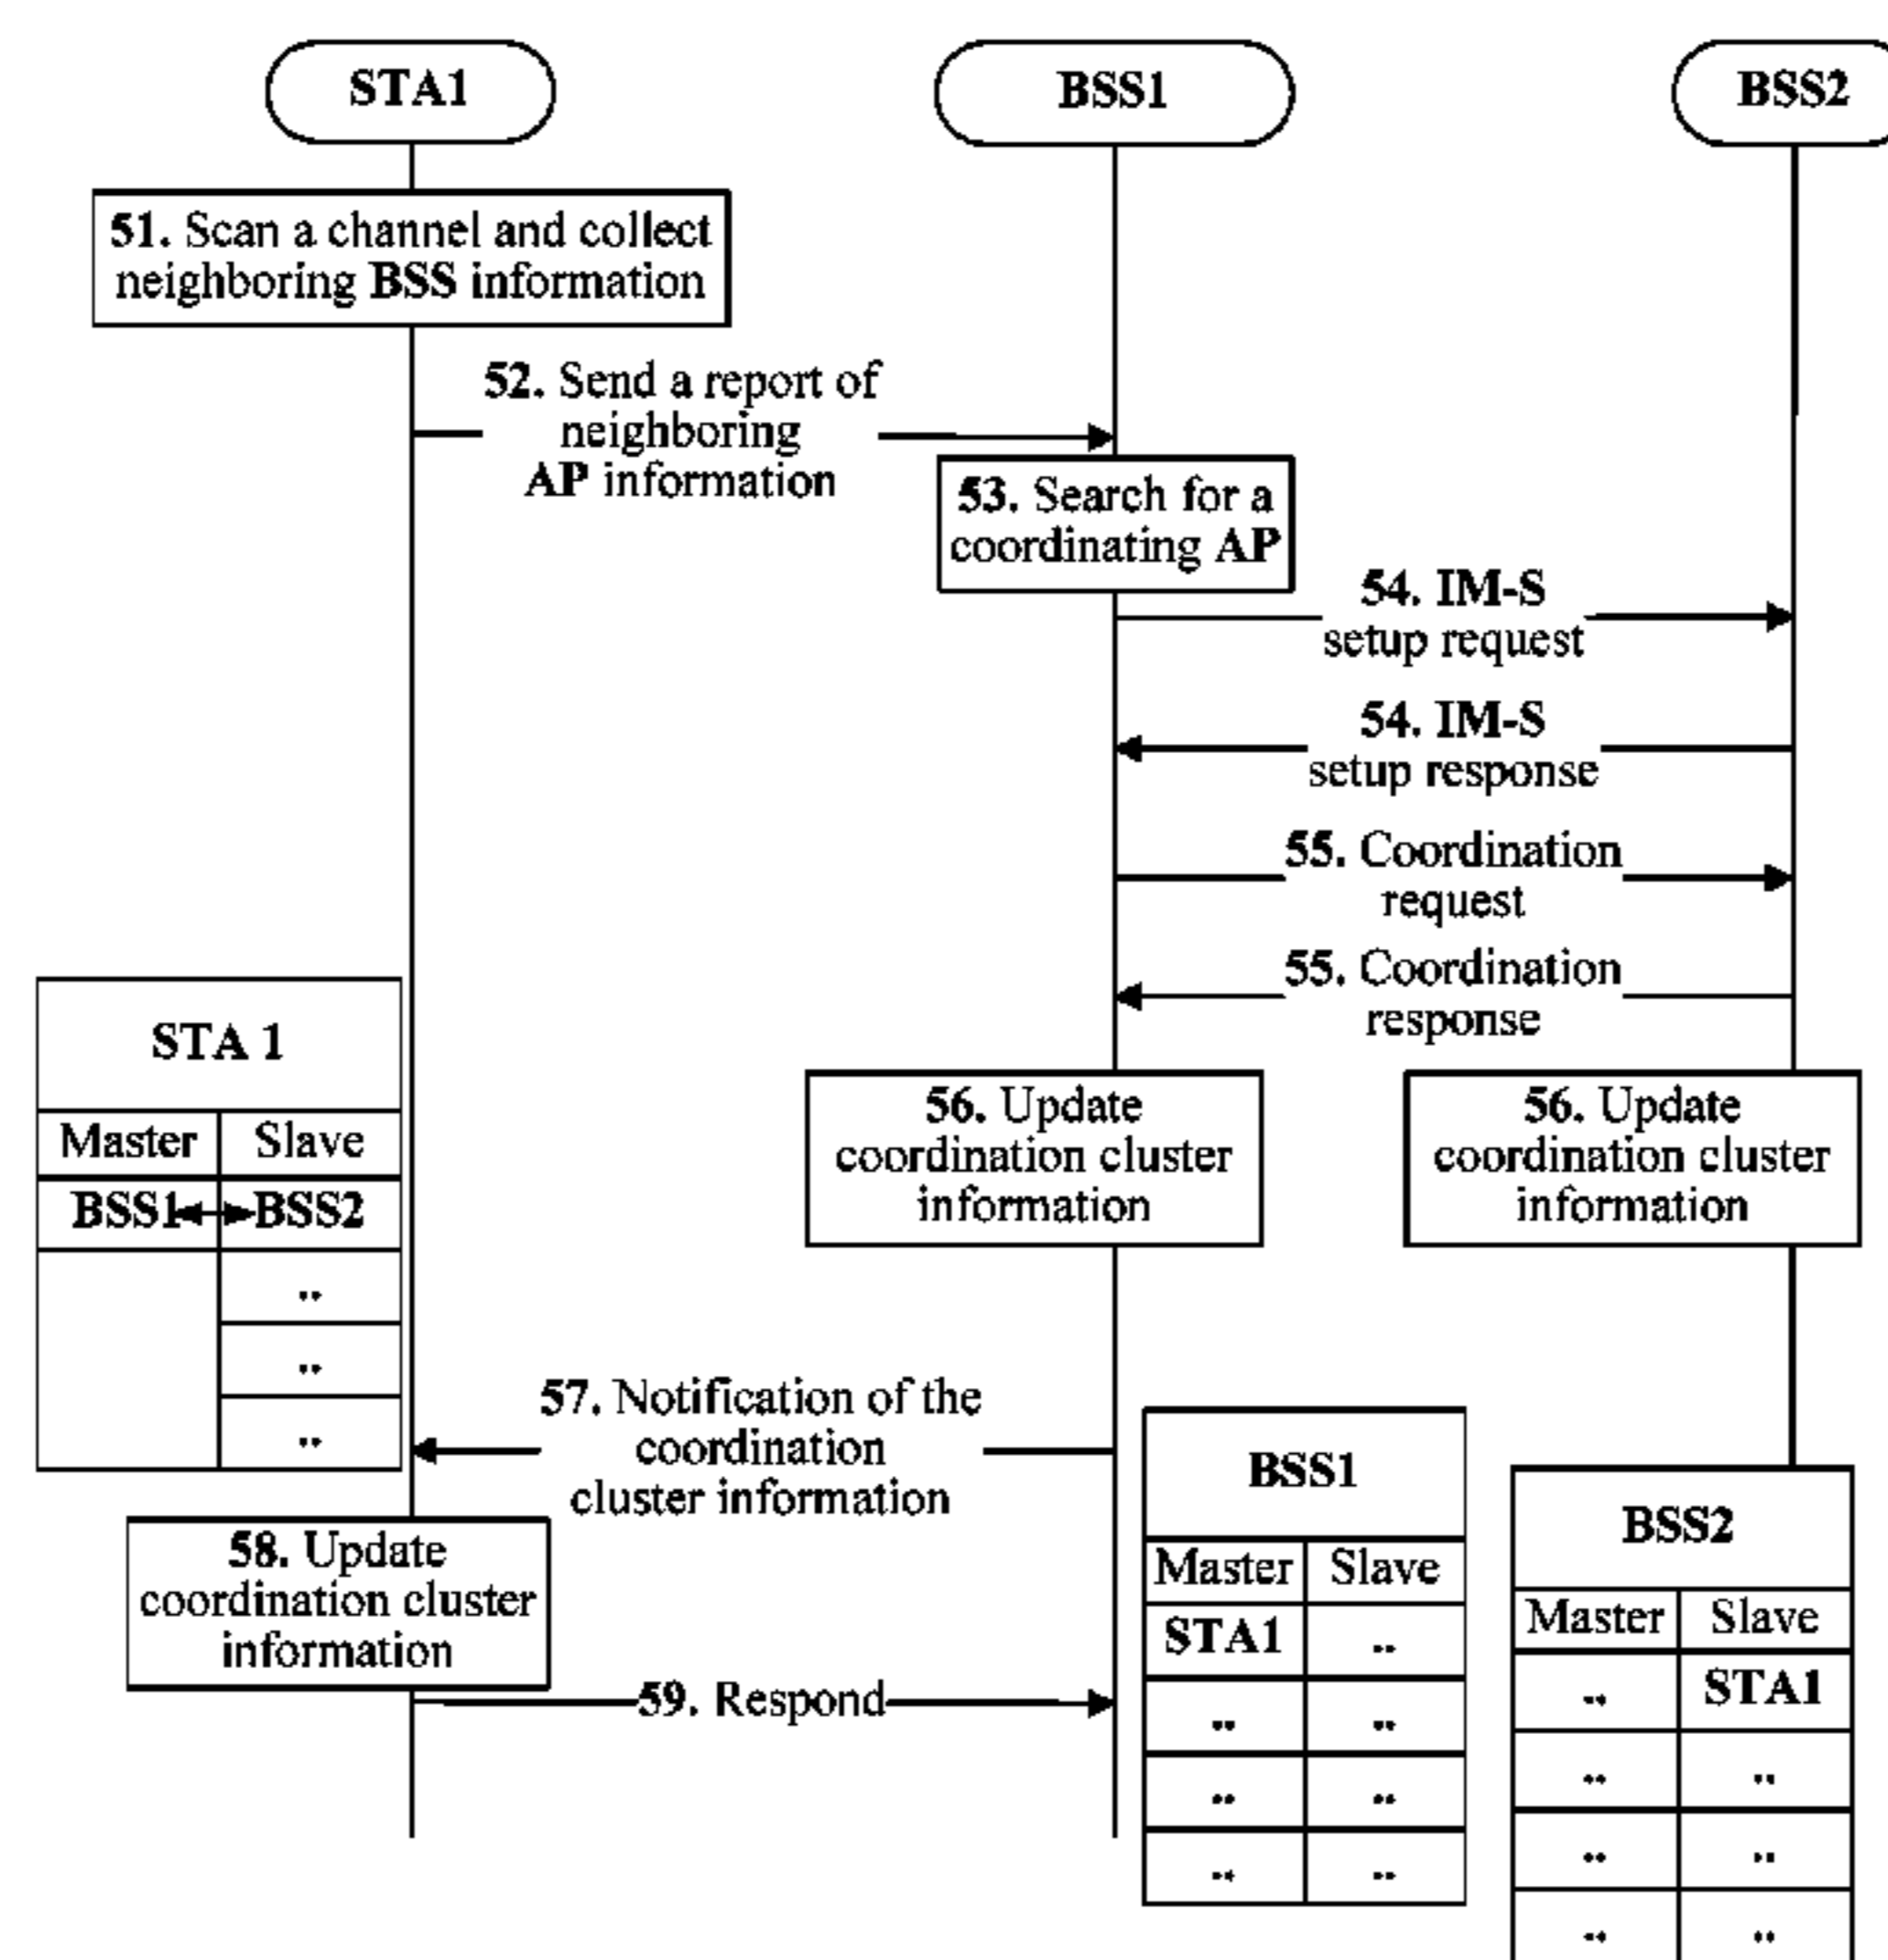 STA1
BSS1
BSS2
51. Scan a channel and collect
neighboring BSS information
52. Send a report of
neighboring
AP information
53. Search for a
coordinating AP
54. IM-S
setup request
54. IM-S
setup response
55. Coordination
request
55. Coordination
response
STA 1
Master Slave
BSS1 BSS2
..
..
..
56. Update
coordination cluster
information
56. Update
coordination cluster
information
57. Notification of the
coordination
cluster information
58. Update
coordination cluster
information
59. Respond
BSS1
Master Slave
STA1 ..
.. ..
.. ..
.. ..
BSS2
Master Slave
.. STA1
.. ..
.. ..
.. ..